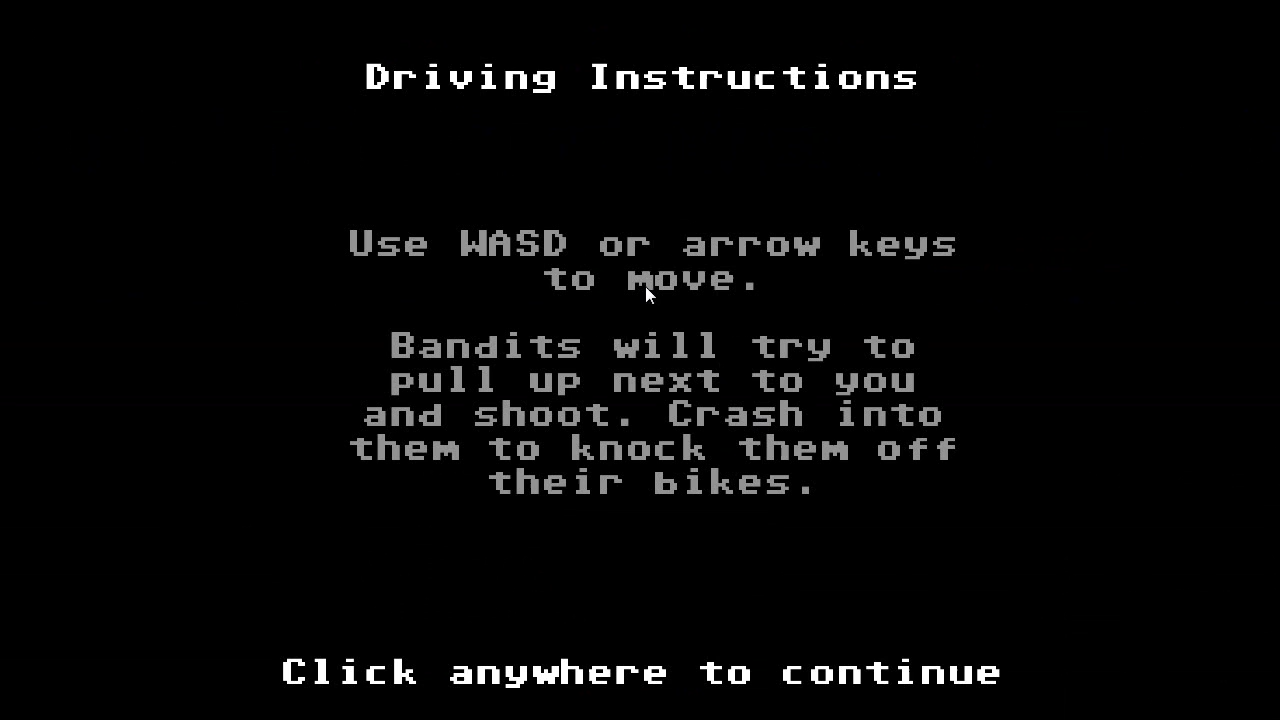 Driving Instructions
Use WASD or arrow keys
to move.
Bandits will try to
pull up next to you
and shoot. Crash into
them to knock them off
their bikes.
Click anywhere to continue